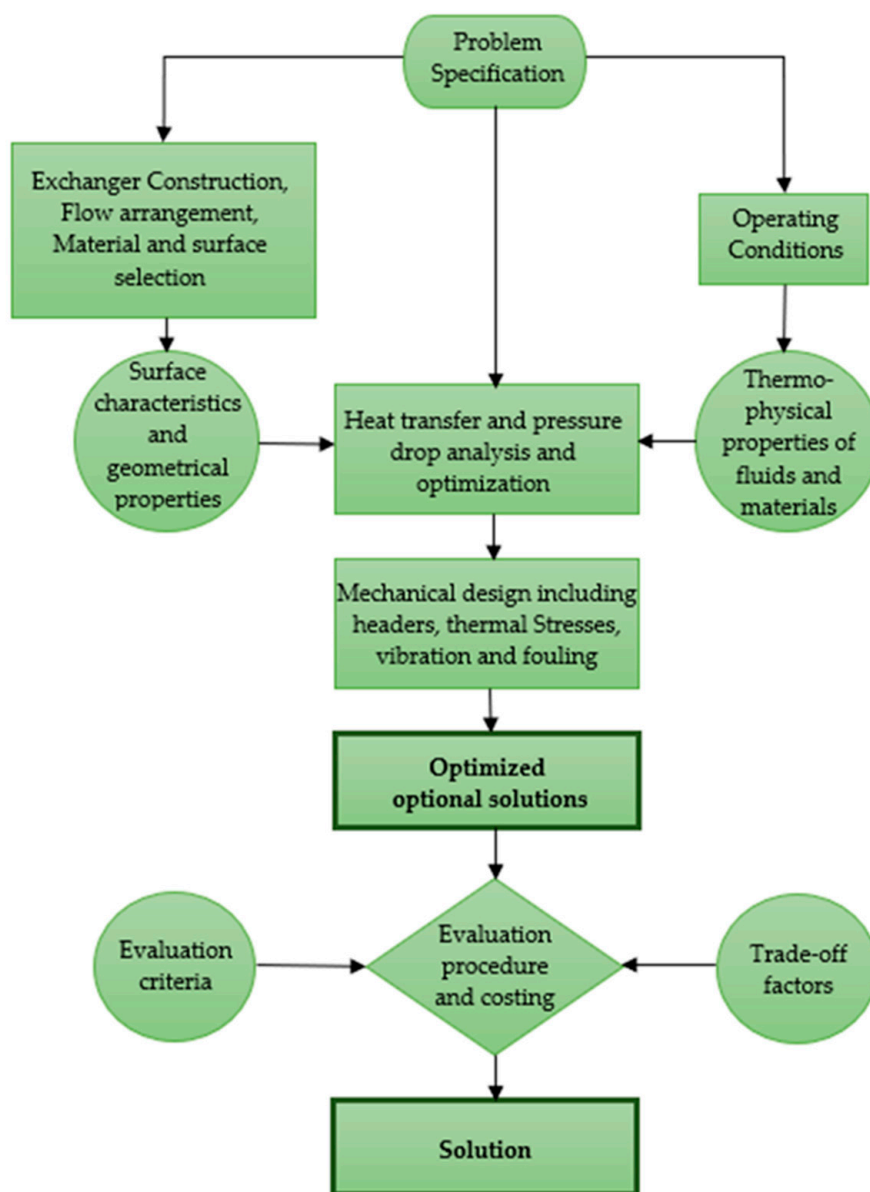 Problem
Specification
Exchanger Construction,
Flow arrangement,
Material and surface
selection
Operating
Conditions
Surface
characteristics
and
geometrical
properties
Heat transfer and pressure
drop analysis and
optimization
Thermo-
physical
properties of
fluids and
materials
Mechanical design including
headers, thermal Stresses,
vibration and fouling
Optimized
optional solutions
Evaluation
criteria
Evaluation
procedure
and costing
Trade-off
factors
Solution